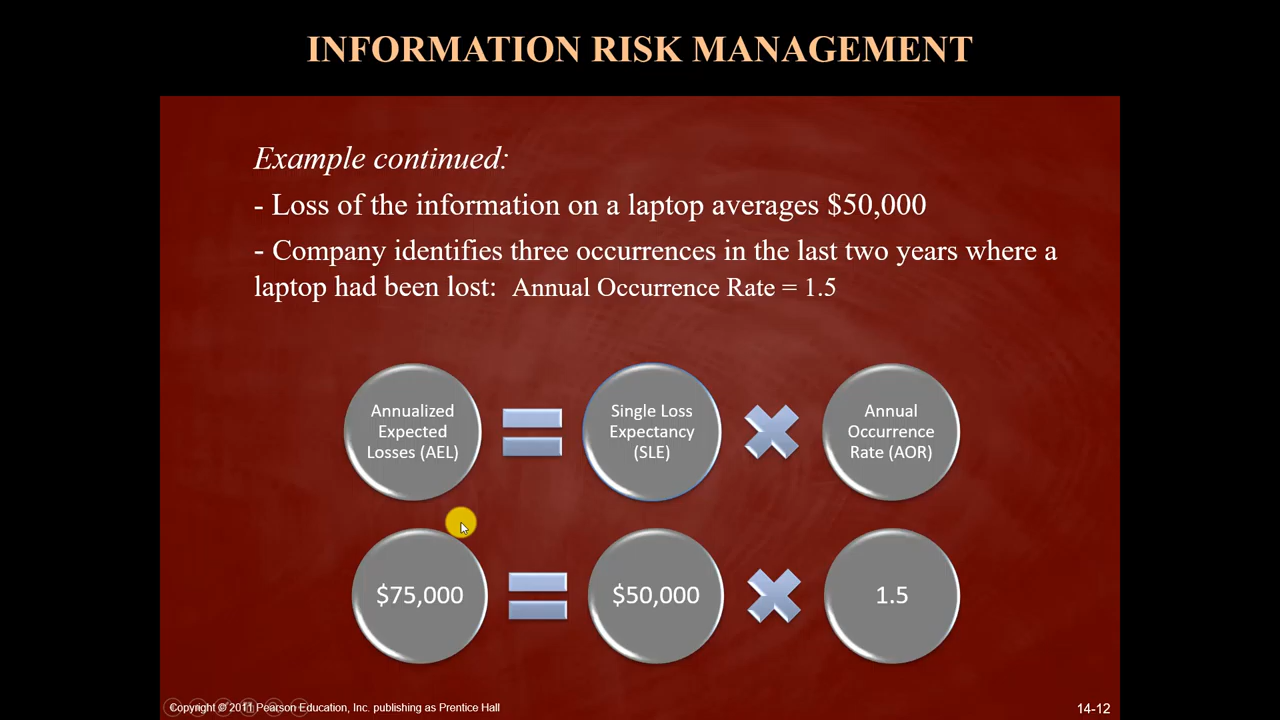 INFORMATION RISK MANAGEMENT
Example continued:
- Loss of the information on a laptop averages $50,000
- Company identifies three occurrences in the last two years where a
laptop had been lost: Annual Occurrence Rate = 1.5
Annualized
Expected
Losses (AEL)
Single Loss
Expectancy
(SLE)
Annual
Occurrence
Rate (AOR)
$75,000
$50,000
1.5
Copyright © 2011 Pearson Education, Inc. publishing as Prentice Hall
14-12